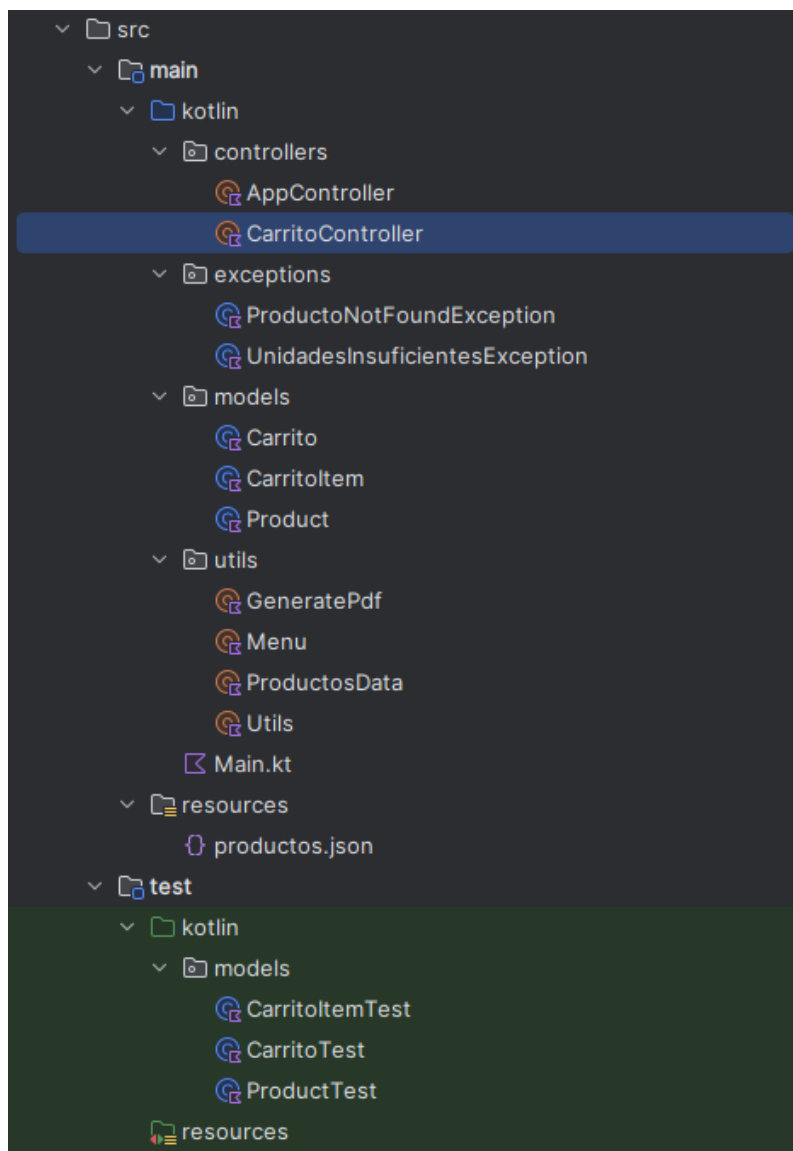 src
main
kotlin
controllers
AppController
CarritoController
exceptions
ProductoNotFoundException
UnidadesInsuficientesException
models
Carrito
CarritoItem
Product
utils
GeneratePdf
Menu
ProductosData
Utils
Main.kt
resources
productos.json
test
kotlin
models
CarritoItemTest
CarritoTest
ProductTest
resources